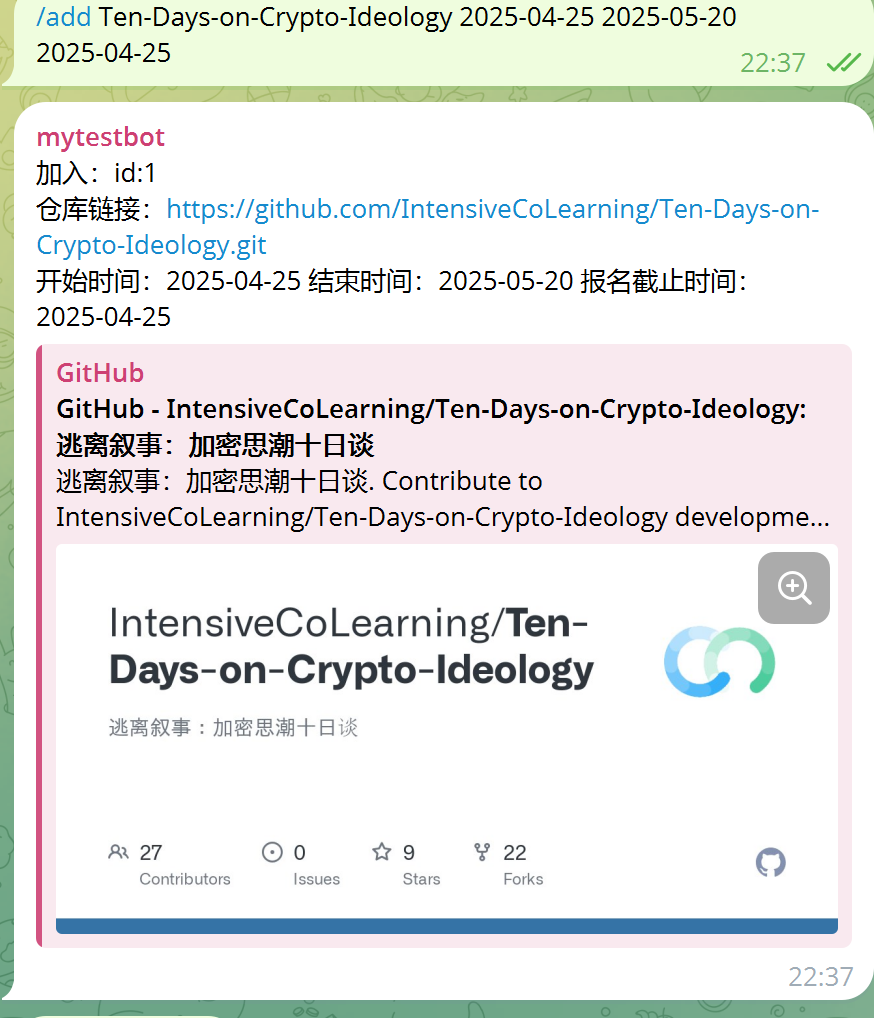 /add Ten-Days-on-Crypto-Ideology 2025-04-25 2025-05-20
2025-04-25
22:37
mytestbot
加入：id:1
仓库链接：https://github.com/IntensiveCoLearning/Ten-Days-on-
Crypto-Ideology.git
开始时间：2025-04-25 结束时间：2025-05-20 报名截止时间：
2025-04-25
GitHub
GitHub - IntensiveCoLearning/Ten-Days-on-Crypto-Ideology:
逃离叙事：加密思潮十日谈
逃离叙事：加密思潮十日谈. Contribute to
IntensiveCoLearning/Ten-Days-on-Crypto-Ideology developme...
IntensiveCoLearning/Ten-
Days-on-Crypto-Ideology
逃离叙事：加密思潮十日谈
27 0 9 22
Contributors Issues Stars Forks
22:37